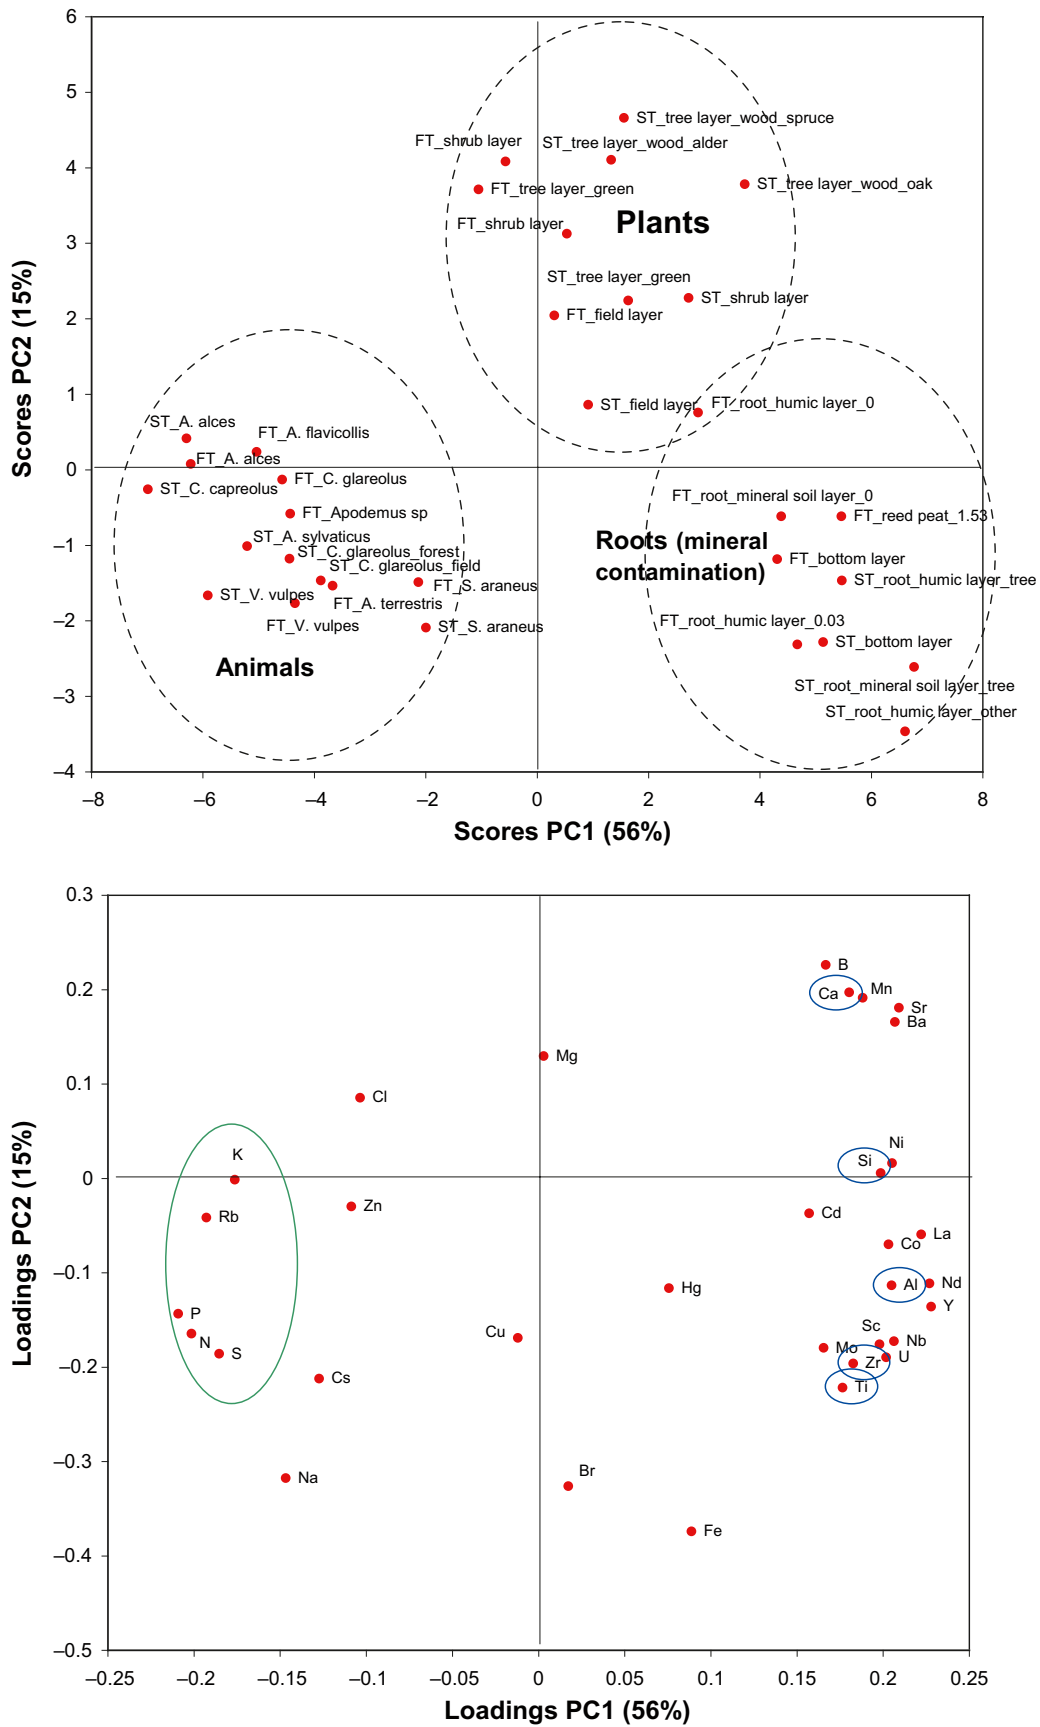 6
5
4
3
2
1
0
–1
–2
–3
–4
Scores PC2 (15%)
ST_tree layer_wood_spruce
FT_shrub layer
ST_tree layer_wood_alder
FT_tree layer_green
ST_tree layer_wood_oak
FT_shrub layer
Plants
ST_tree layer_green
ST_shrub layer
FT_field layer
ST_field layer
FT_root_humic layer_0
ST_A. alces
FT_A. flavicollis
FT_A. alces
ST_C. capreolus
FT_C. glareolus
FT_root_mineral soil layer_0
FT_Apodemus sp
FT_reed peat_1.53
ST_A. sylvaticus
Roots (mineral
contamination)
ST_C. glareolus_forest
FT_bottom layer
ST_C. glareolus_field
ST_root_humic layer_tree
FT_S. araneus
ST_V. vulpes
FT_A. terrestris
FT_V. vulpes
ST_S. araneus
FT_root_humic layer_0.03
ST_bottom layer
Animals
ST_root_mineral soil layer_tree
ST_root_humic layer_other
–8
–6
–4
–2
0
2
4
6
8
Scores PC1 (56%)
0.3
0.2
0.1
0
–0.1
–0.2
–0.3
–0.4
–0.5
Loadings PC2 (15%)
B
Ca
Mn
Sr
Ba
Mg
Cl
K
Ni
Si
Zn
Rb
Cd
La
Co
Hg
Al
Nd
Y
P
N
S
Cu
Sc
Nb
Mo
U
Zr
Cs
Ti
Na
Br
Fe
–0.25
–0.2
–0.15
–0.1
–0.05
0
0.05
0.1
0.15
0.2
0.25
Loadings PC1 (56%)